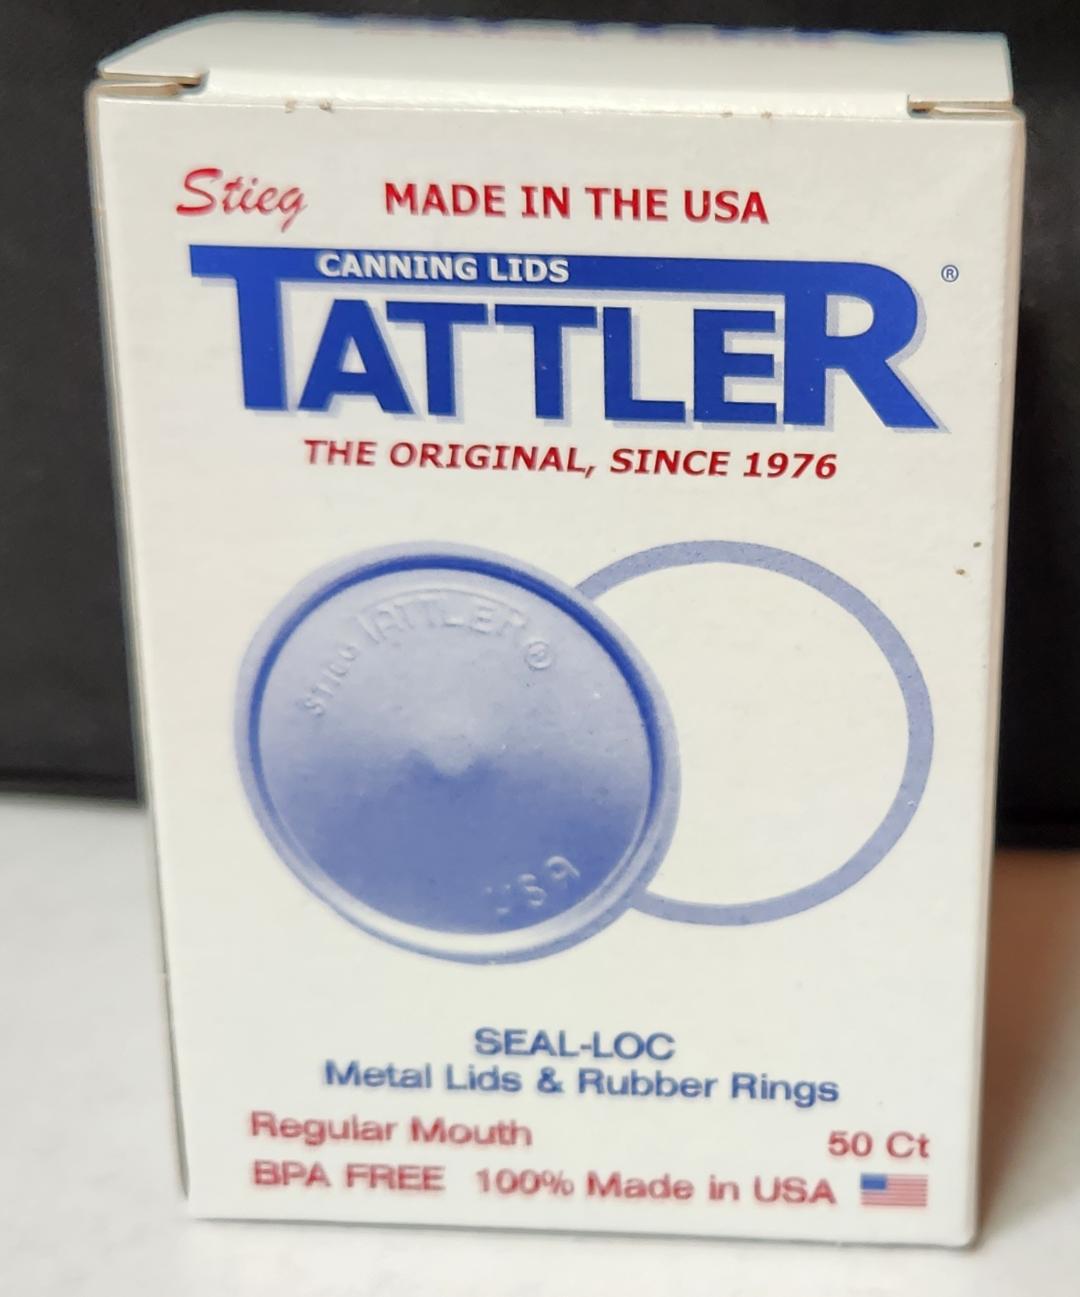 Stieg MADE IN THE USA
CANNING LIDS
TATTLER ®
THE ORIGINAL, SINCE 1976
STIEG TATTLER ®
USA
SEAL-LOC
Metal Lids & Rubber Rings
Regular Mouth 50 Ct
BPA FREE 100% Made in USA